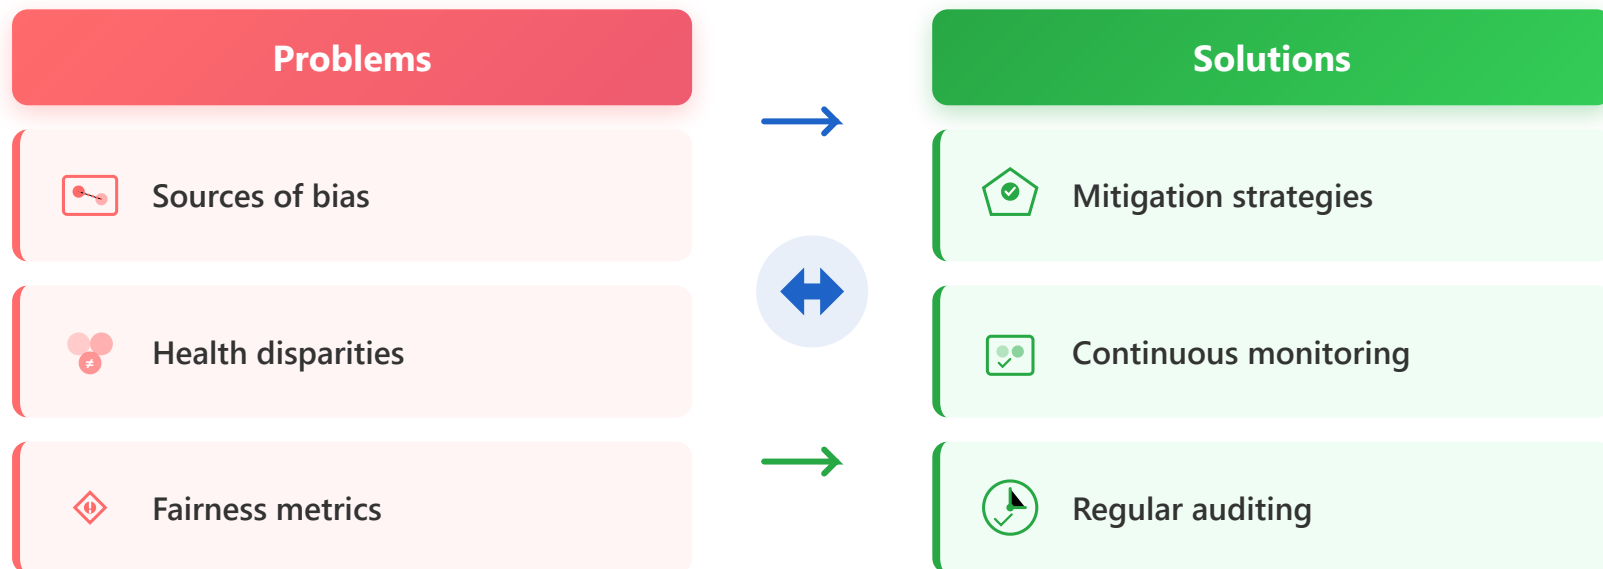 Problems
Sources of bias
Health disparities
≠
Fairness metrics
Solutions
Mitigation strategies
Continuous monitoring
Regular auditing